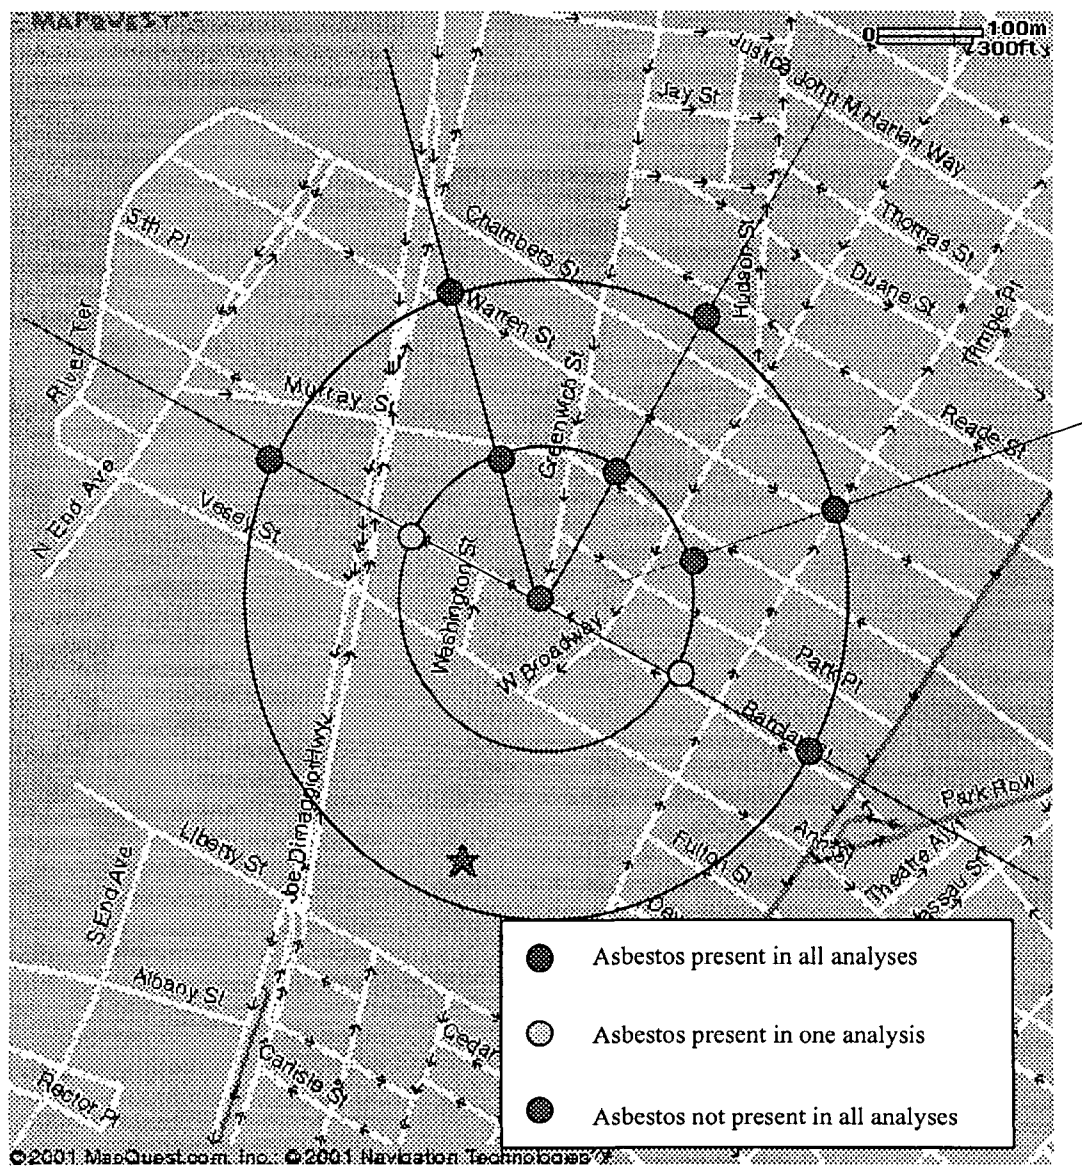 MAPQUEST
0 100m
300ft
Justice John M Harlan Way
Jay St
Thomas St
Duane St
Hudson St
Timble Pl
Chambers St
5th Pl
River Ter
Warren St
Murray St
Greenwich St
Reade St
N End Ave
Vesey St
Washington St
W Broadway
Park Pl
Barclay St
Park Row
Ann St
Theatre Aly
Fulton St
Joe Dimaggio Hwy
Liberty St
S End Ave
Albany St
Carlisle St
Cedar
Rector Pl
Asbestos present in all analyses
Asbestos present in one analysis
Asbestos not present in all analyses
©2001 MapQuest.com, Inc.; ©2001 Navigation Technologies